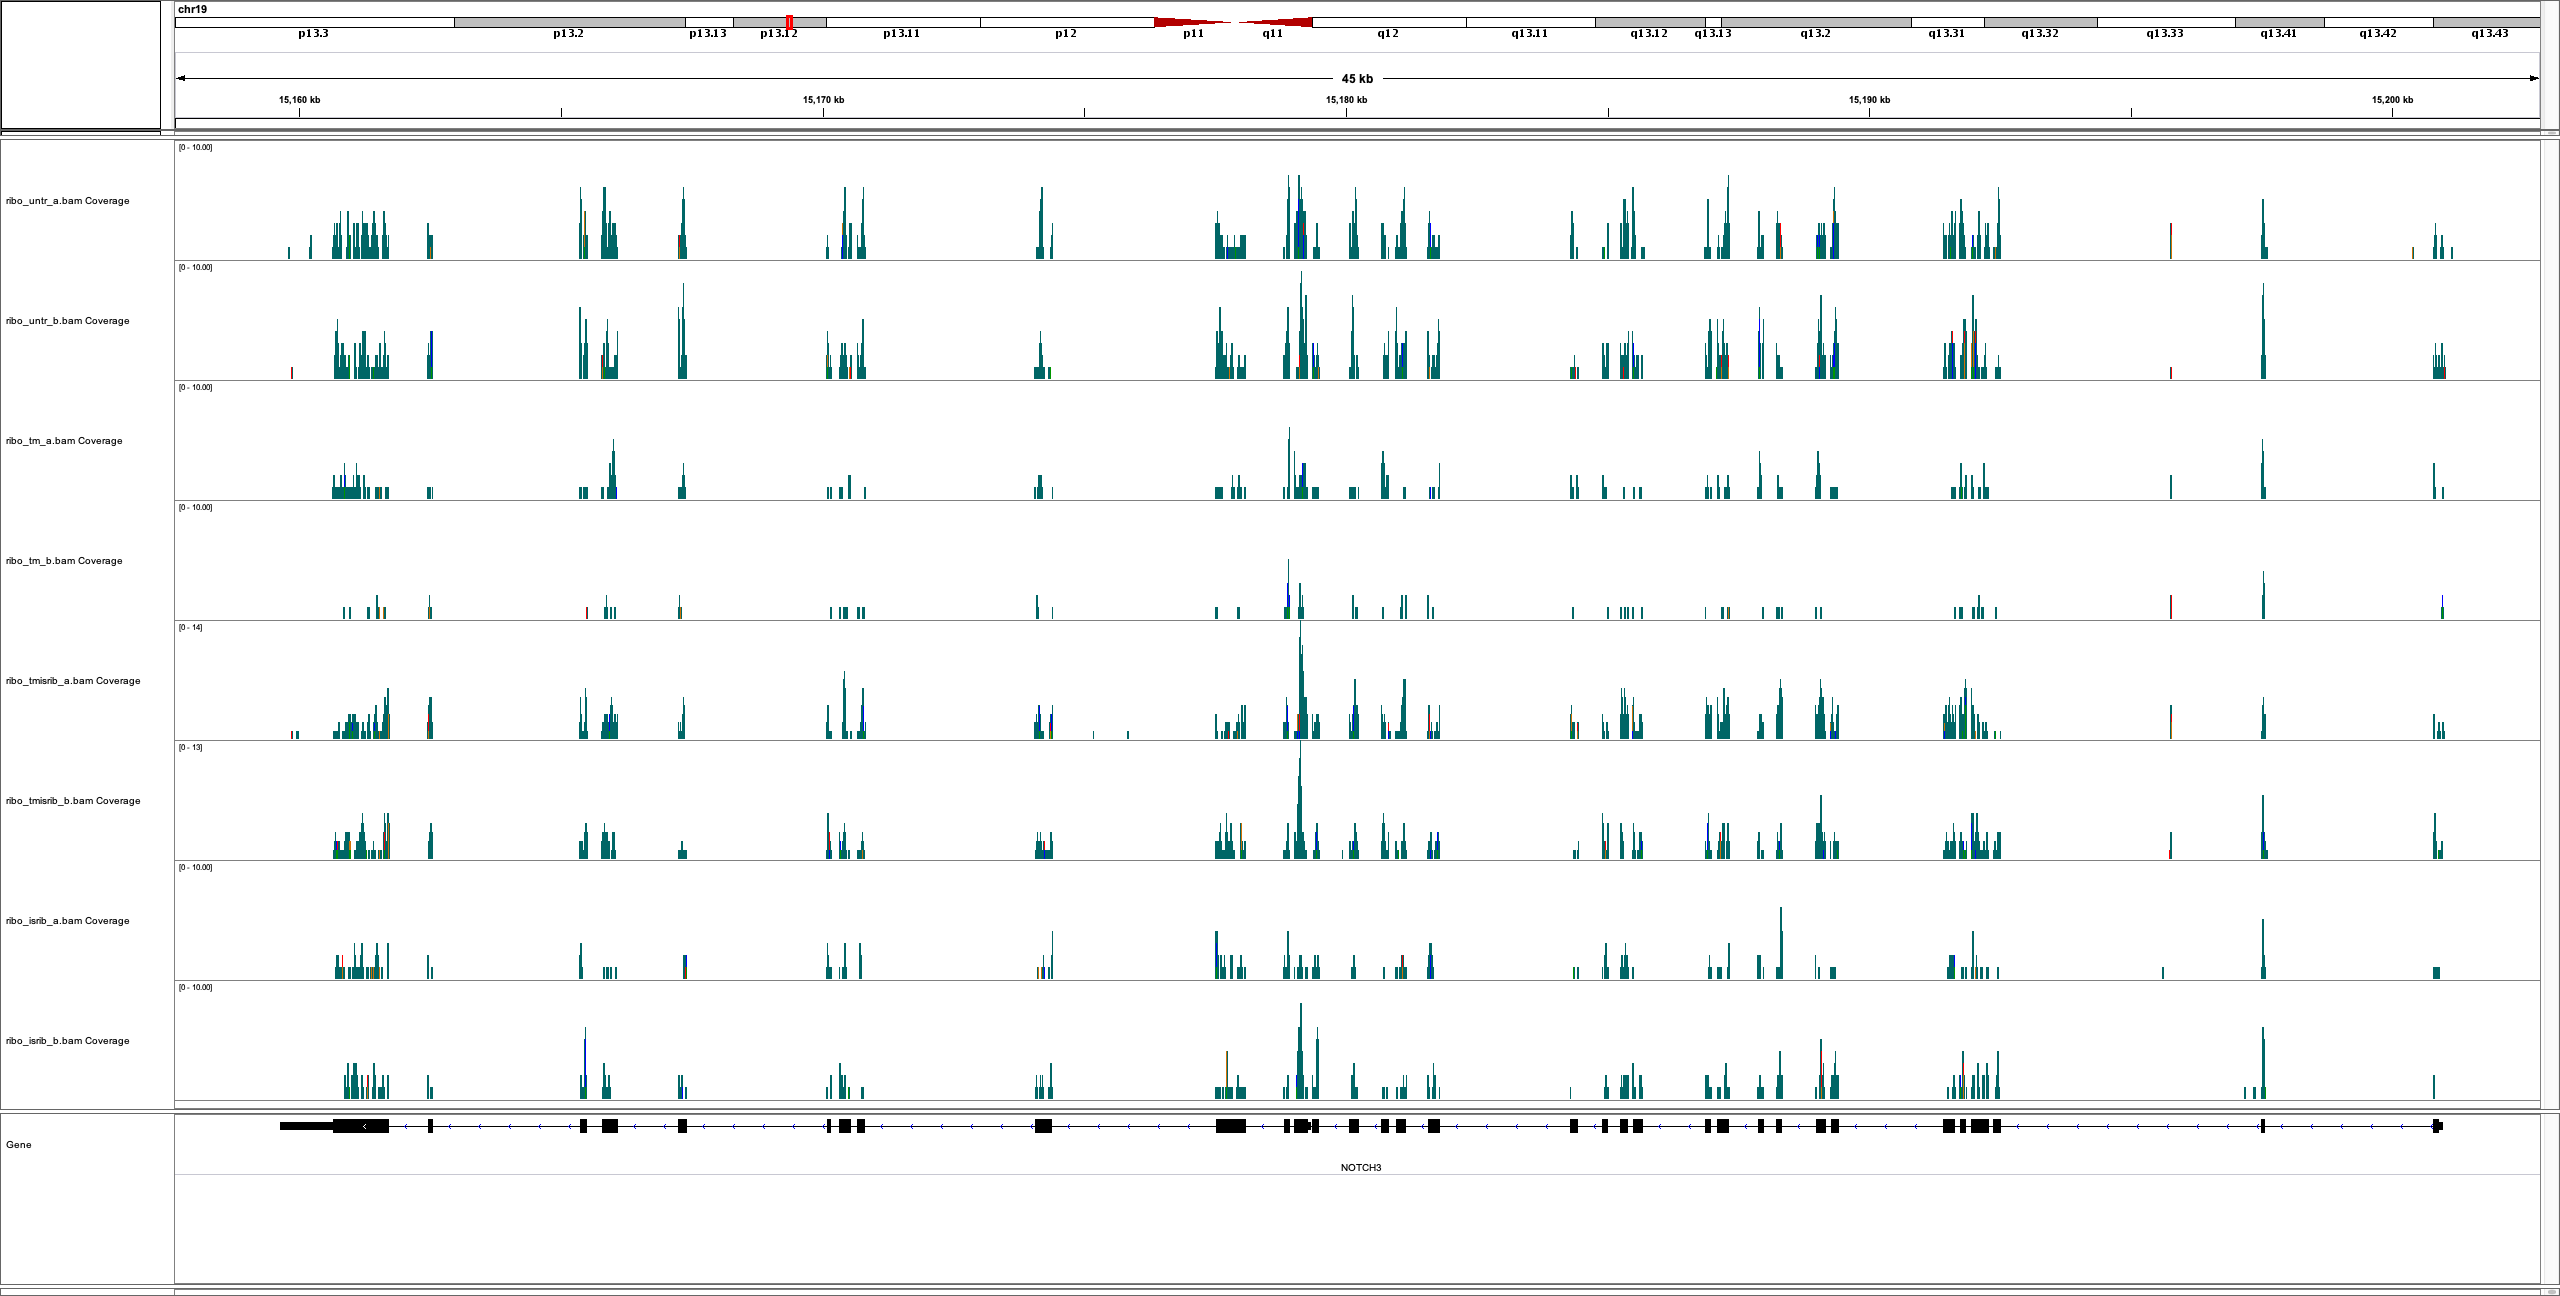 chr19
p13.3 p13.2 p13.13 p13.12 p13.11 p12 p11 q11 q12 q13.11 q13.12 q13.13 q13.2 q13.31 q13.32 q13.33 q13.41 q13.42 q13.43
45 kb
15,160 kb 15,170 kb 15,180 kb 15,190 kb 15,200 kb
[0 - 10.00]
ribo_untr_a.bam Coverage
[0 - 10.00]
ribo_untr_b.bam Coverage
[0 - 10.00]
ribo_tm_a.bam Coverage
[0 - 10.00]
ribo_tm_b.bam Coverage
[0 - 14]
ribo_tmisrib_a.bam Coverage
[0 - 13]
ribo_tmisrib_b.bam Coverage
[0 - 10.00]
ribo_isrib_a.bam Coverage
[0 - 10.00]
ribo_isrib_b.bam Coverage
Gene
NOTCH3